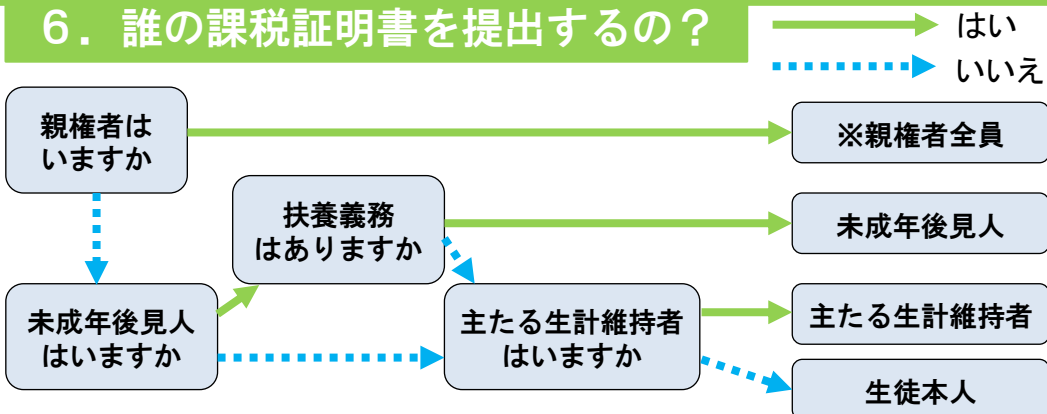 ６．誰の課税証明書を提出するの？
はい
いいえ
親権者は
いますか
※親権者全員
扶養義務
はありますか
未成年後見人
未成年後見人
はいますか
主たる生計維持者
はいますか
主たる生計維持者
生徒本人